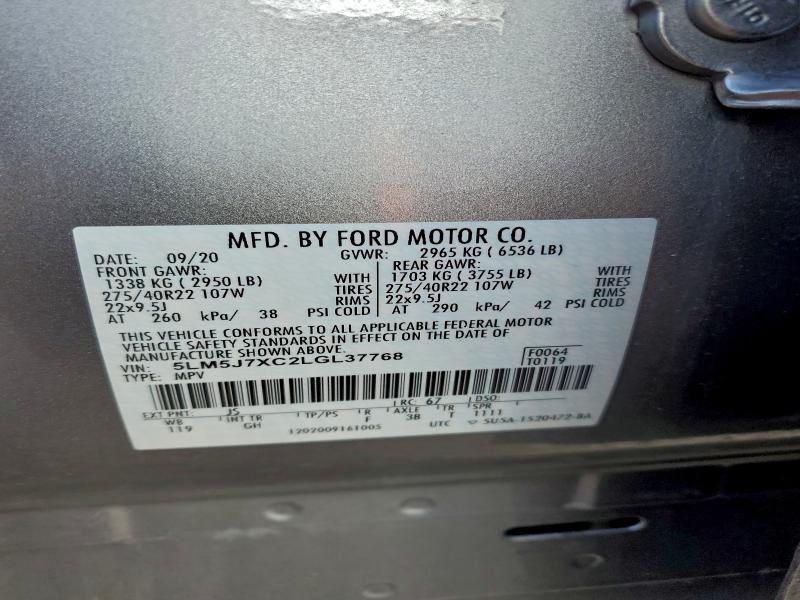 MFD. BY FORD MOTOR CO.
DATE: 09/20 GVWR: 2965 KG ( 6536 LB)
FRONT GAWR: REAR GAWR:
1338 KG ( 2950 LB) WITH 1703 KG ( 3755 LB) WITH
275/40R22 107W TIRES 275/40R22 107W TIRES
22x9.5J RIMS 22x9.5J RIMS
AT 260 kPa/ 38 PSI COLD AT 290 kPa/ 42 PSI COLD
THIS VEHICLE CONFORMS TO ALL APPLICABLE FEDERAL MOTOR
VEHICLE SAFETY STANDARDS IN EFFECT ON THE DATE OF
MANUFACTURE SHOWN ABOVE.
VIN: 5LM5J7XC2LGL37768 F0064
TYPE: MPV T0119
EXT PNT: JS LRC: 67 DSO:
WB INT TR TP/PS R AXLE TR SPR
119 GH F 3B T 1111
1202009161005 UTC SU5A-1520472-BA